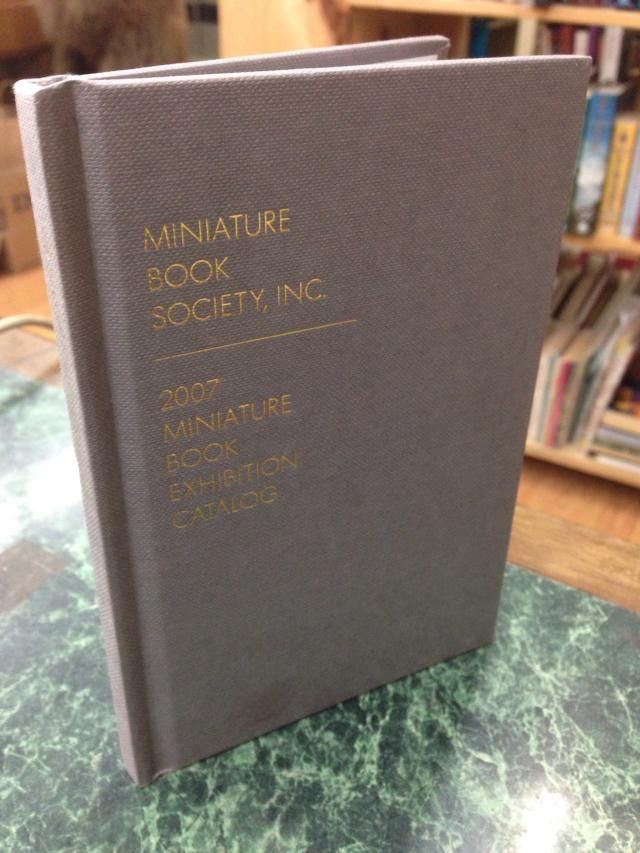 MINIATURE
BOOK
SOCIETY, INC.
2007
MINIATURE
BOOK
EXHIBITION
CATALOG